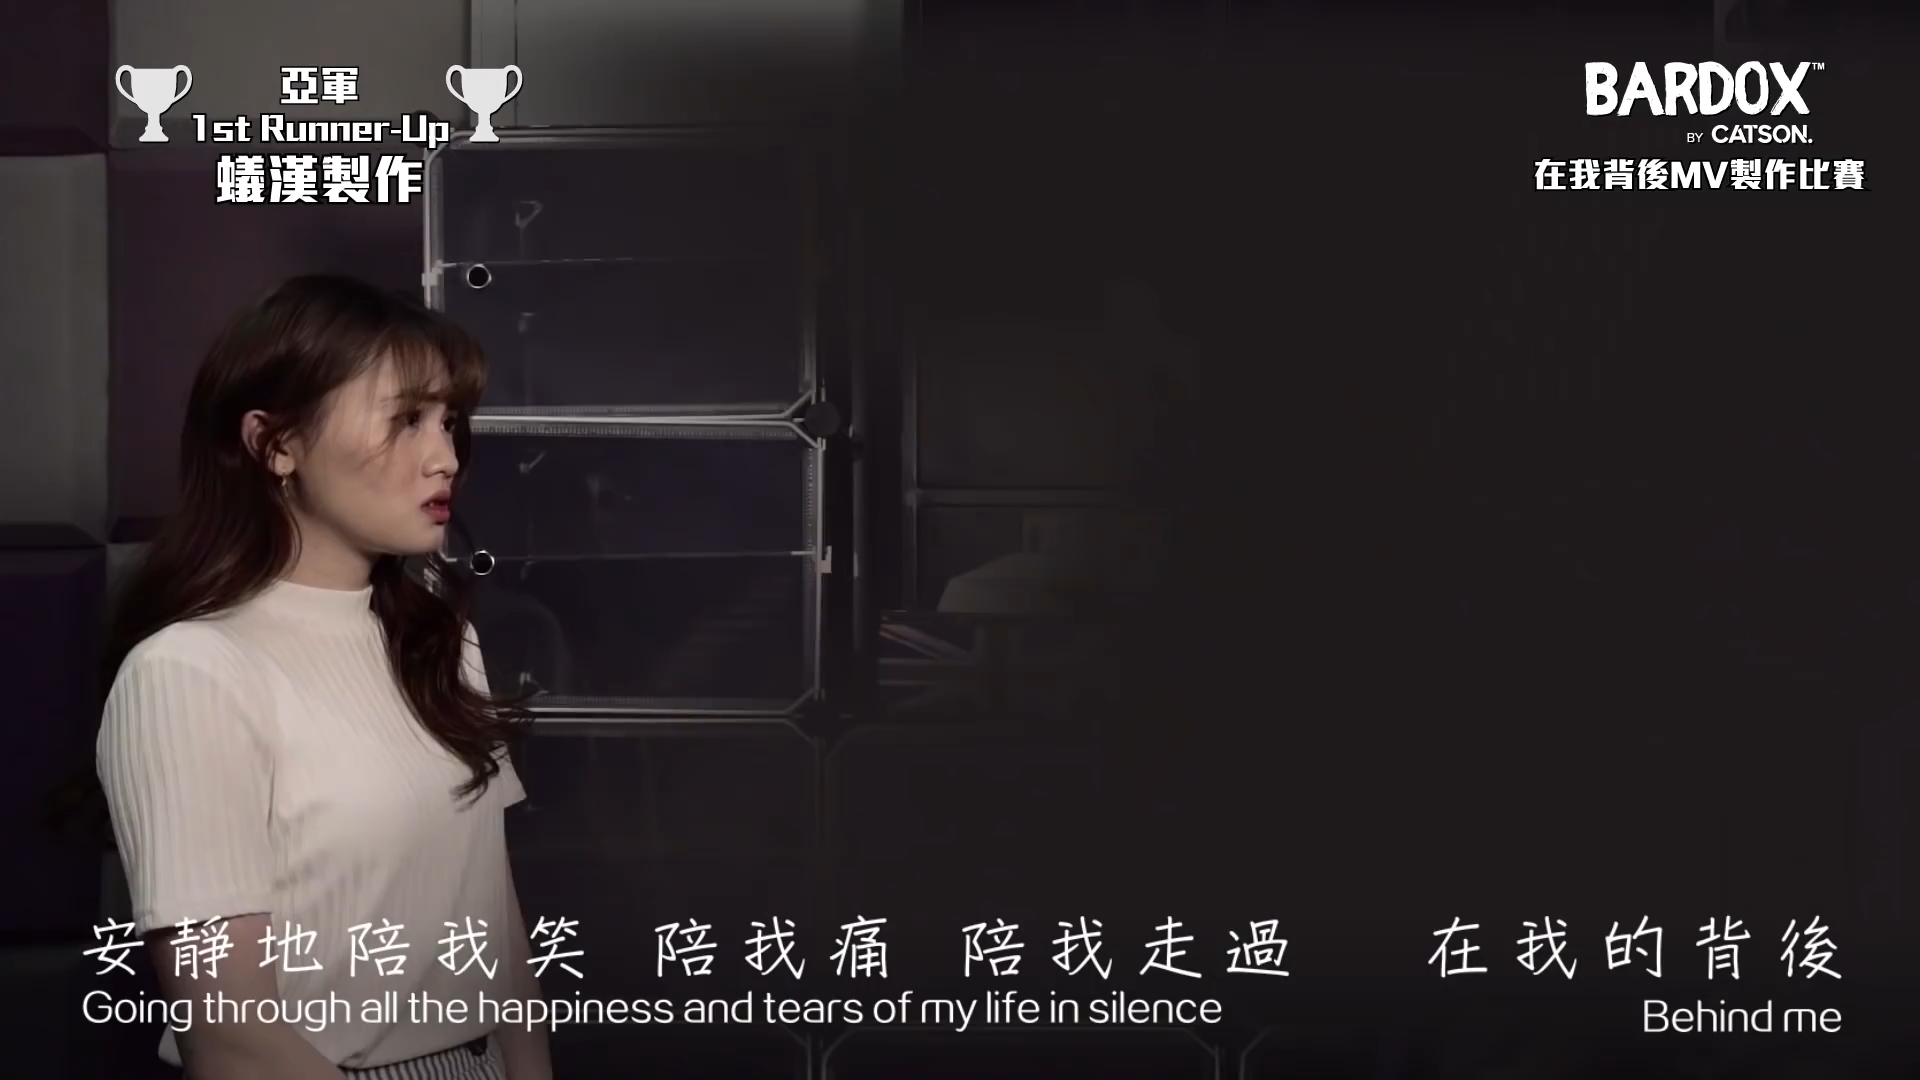 亞軍
1st Runner-Up
蟻漢製作
BARDOX™
BY CATSON.
在我背後MV製作比賽
安靜地陪我笑 陪我痛 陪我走過 在我的背後
Going through all the happiness and tears of my life in silence
Behind me